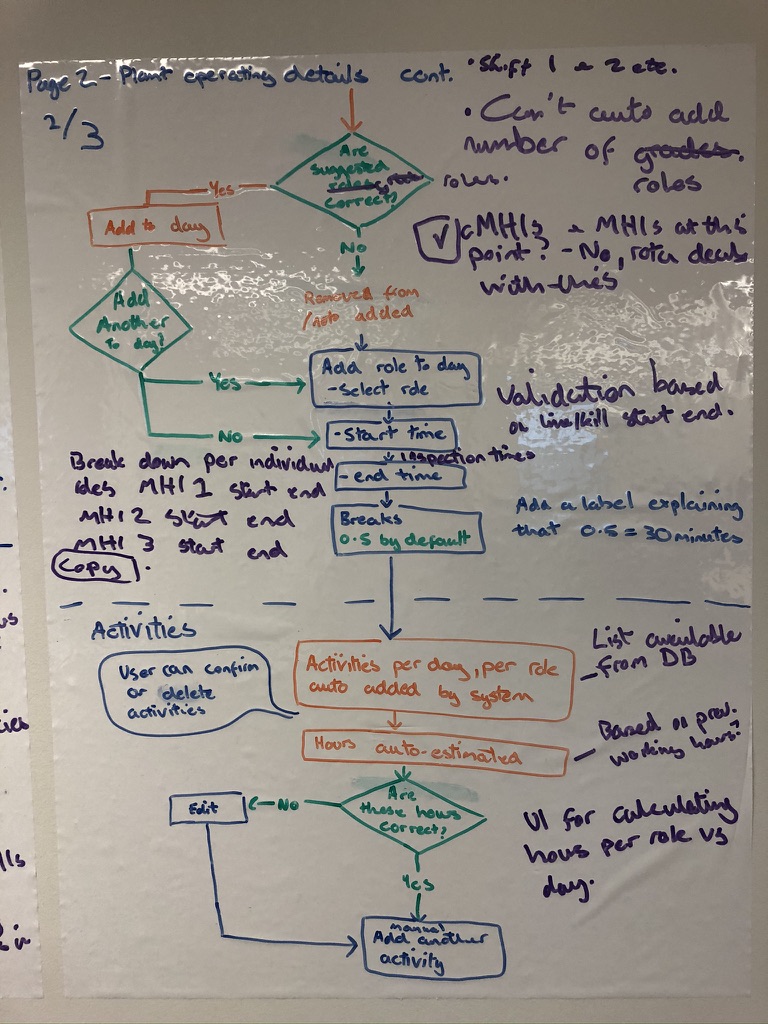 Page 2 - Plant operating details cont.
2/3
• Shift 1 & 2 etc.
• Can't auto add
number of grades.
roles
Are
suggested
roles.
correct?
Yes
No
Add to day
✓ cMHIs & MHIs at this
point? - No, rota deals
with this
Removed from
/not added
Add
Another
to day?
Yes
No
Add role to day
- Select role
- Start time
inspection times
- end time
Breaks
0.5 by default
Validation based
on line/kill start end.
Break down per individual
MHI 1 start end
MHI 2 start end
MHI 3 start end
Copy.
Add a label explaining
that 0.5 = 30 minutes
Activities
User can confirm
or delete
activities
Activities per day, per role
auto added by system
List available
from DB
Hours auto-estimated
Based on prev.
working hours?
Are
these hours
correct?
No
Edit
Yes
UI for calculating
hours per role vs
day.
manual
Add another
activity